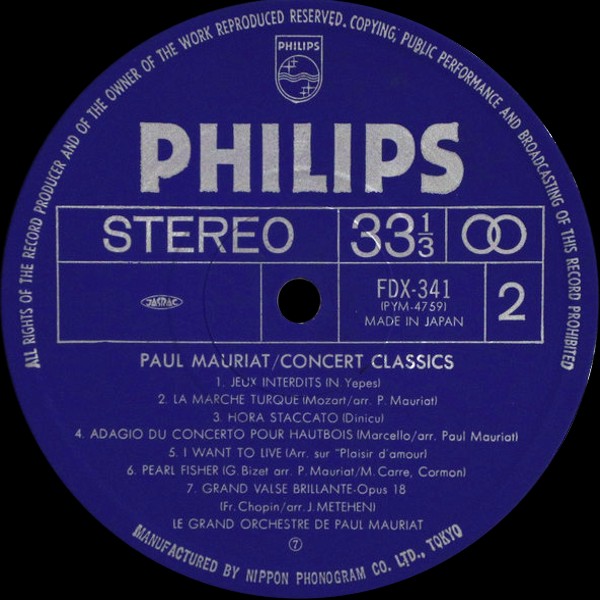 ALL RIGHTS OF THE RECORD PRODUCER AND OF THE OWNER OF THE WORK REPRODUCED RESERVED. COPYING, PUBLIC PERFORMANCE AND BROADCASTING OF THIS RECORD PROHIBITED
PHILIPS
PHILIPS
STEREO 33 1/3
JASRAC FDX-341 2
(PYM-4759)
MADE IN JAPAN
PAUL MAURIAT/CONCERT CLASSICS
1. JEUX INTERDITS (N Yepes)
2. LA MARCHE TURQUE (Mozart/arr. P. Mauriat)
3. HORA STACCATO (Dinicu)
4. ADAGIO DU CONCERTO POUR HAUTBOIS (Marcello/arr. Paul Mauriat)
5. I WANT TO LIVE (Arr. sur "Plaisir d'amour)
6. PEARL FISHER (G. Bizet arr. P. Mauriat/M. Carre, Cormon)
7. GRAND VALSE BRILLANTE-Opus 18
(Fr. Chopin/arr. J. METEHEN)
LE GRAND ORCHESTRE DE PAUL MAURIAT
⑦
MANUFACTURED BY NIPPON PHONOGRAM CO. LTD., TOKYO